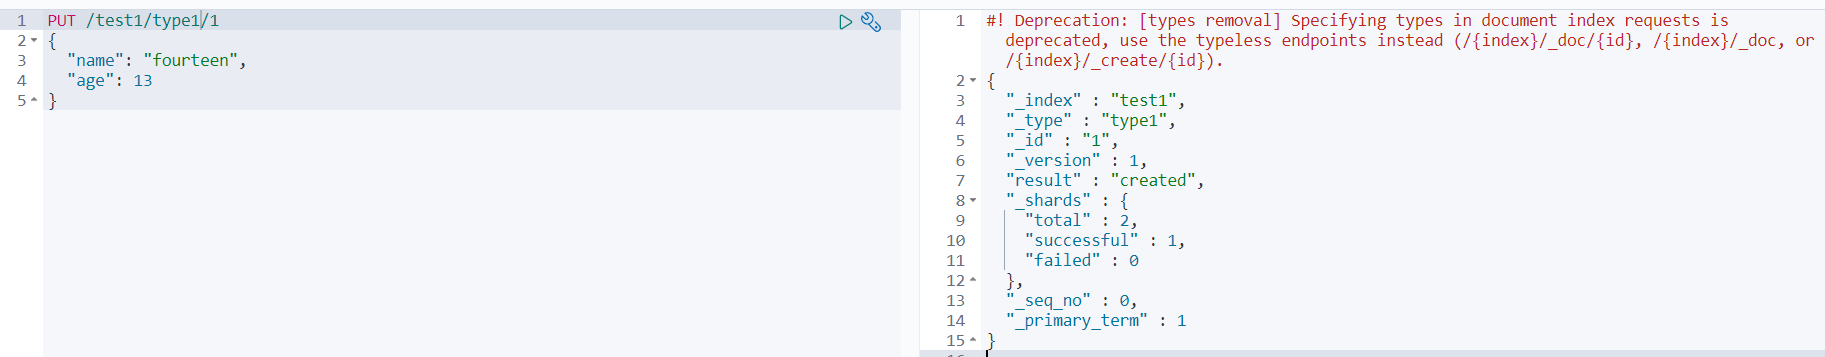 1 PUT /test1/type1/1
2 {
3 "name": "fourteen",
4 "age": 13
5 }
1 #! Deprecation: [types removal] Specifying types in document index requests is
deprecated, use the typeless endpoints instead (/{index}/_doc/{id}, /{index}/_doc, or
/{index}/_create/{id}).
2 {
3 "_index" : "test1",
4 "_type" : "type1",
5 "_id" : "1",
6 "_version" : 1,
7 "result" : "created",
8 "_shards" : {
9 "total" : 2,
10 "successful" : 1,
11 "failed" : 0
12 },
13 "_seq_no" : 0,
14 "_primary_term" : 1
15 }